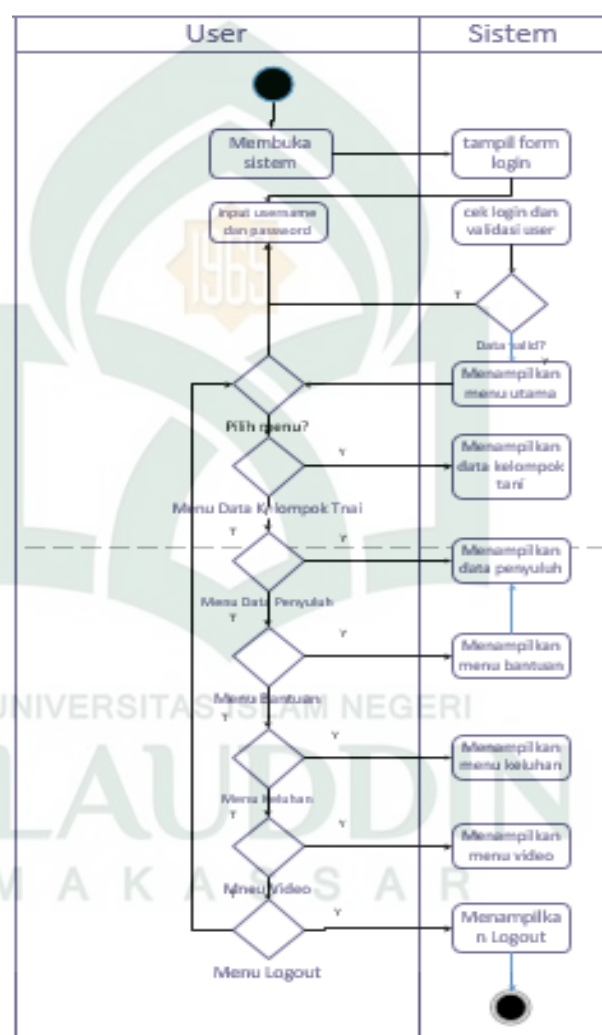 User
Sistem
Membuka
sistem
tampil form
login
input username
dan password
cek login dan
validasi user
1965
T
Data valid?
Y
Menampilkan
menu utama
Pilih menu?
Y
Menampilkan
data kelompok
tani
Menu Data Kelompok Tnai
T
Y
Menampilkan
data penyuluh
Menu Data Penyuluh
T
Y
Menampilkan
menu bantuan
Menu Bantuan
UNIVERSITAS ISLAM NEGERI
T
Y
Menampilkan
menu keluhan
Menu Keluhan
ALAUDDIN
T
Y
Menampilkan
menu video
Mneu Video
MAKASSAR
Y
Y
Menampilka
n Logout
Menu Logout